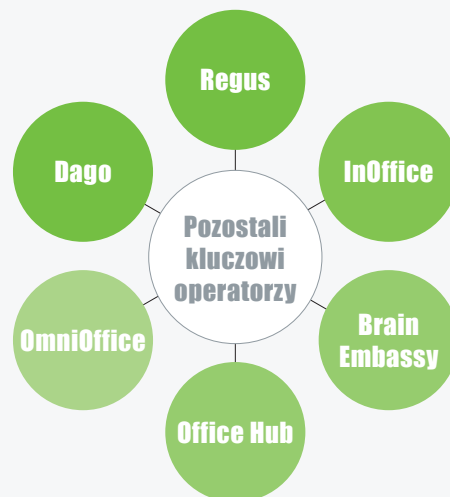 Regus
Dago
InOffice
Pozostali
kluczowi
operatorzy
OmniOffice
Brain
Embassy
Office Hub